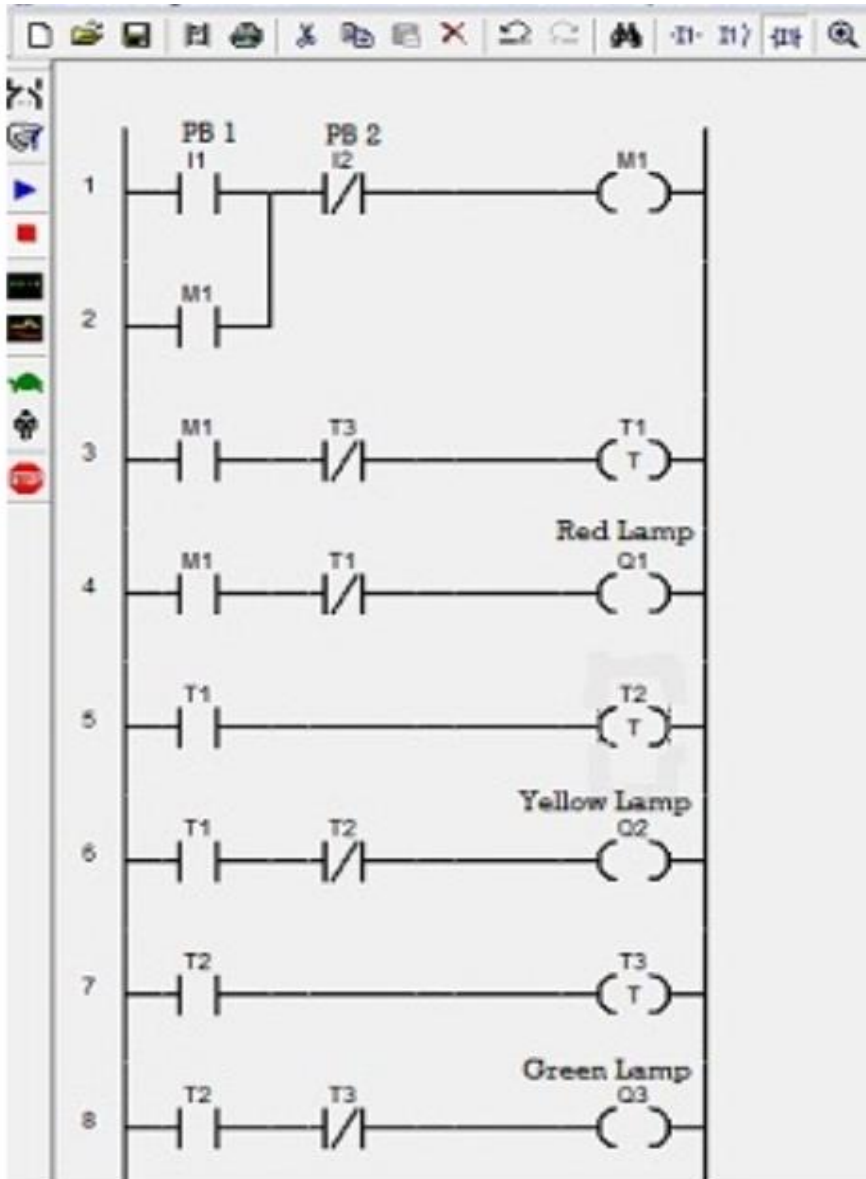 PB 1 PB 2
I1 I2 M1
1
M1
2
M1 T3 T1
3 T
Red Lamp
M1 T1 Q1
4
T1 T2
5 T
Yellow Lamp
T1 T2 Q2
6
T2 T3
7 T
Green Lamp
T2 T3 Q3
8